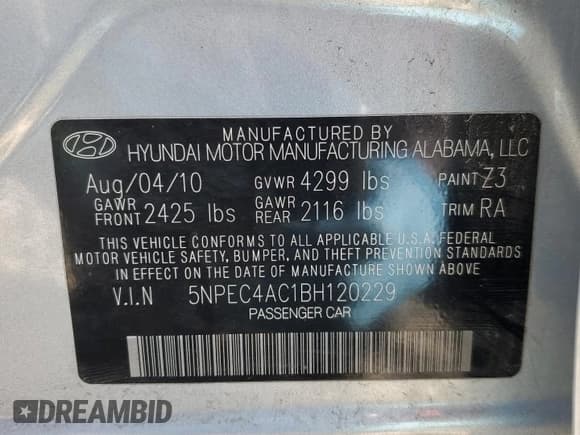 MANUFACTURED BY
HYUNDAI MOTOR MANUFACTURING ALABAMA, LLC
Aug/04/10 GVWR 4299 lbs PAINT Z3
GAWR FRONT 2425 lbs GAWR REAR 2116 lbs TRIM RA
THIS VEHICLE CONFORMS TO ALL APPLICABLE U.S.A. FEDERAL
MOTOR VEHICLE SAFETY, BUMPER, AND THEFT PREVENTION STANDARDS
IN EFFECT ON THE DATE OF MANUFACTURE SHOWN ABOVE.
V.I.N 5NPEC4AC1BH120229
PASSENGER CAR
DREAMBID